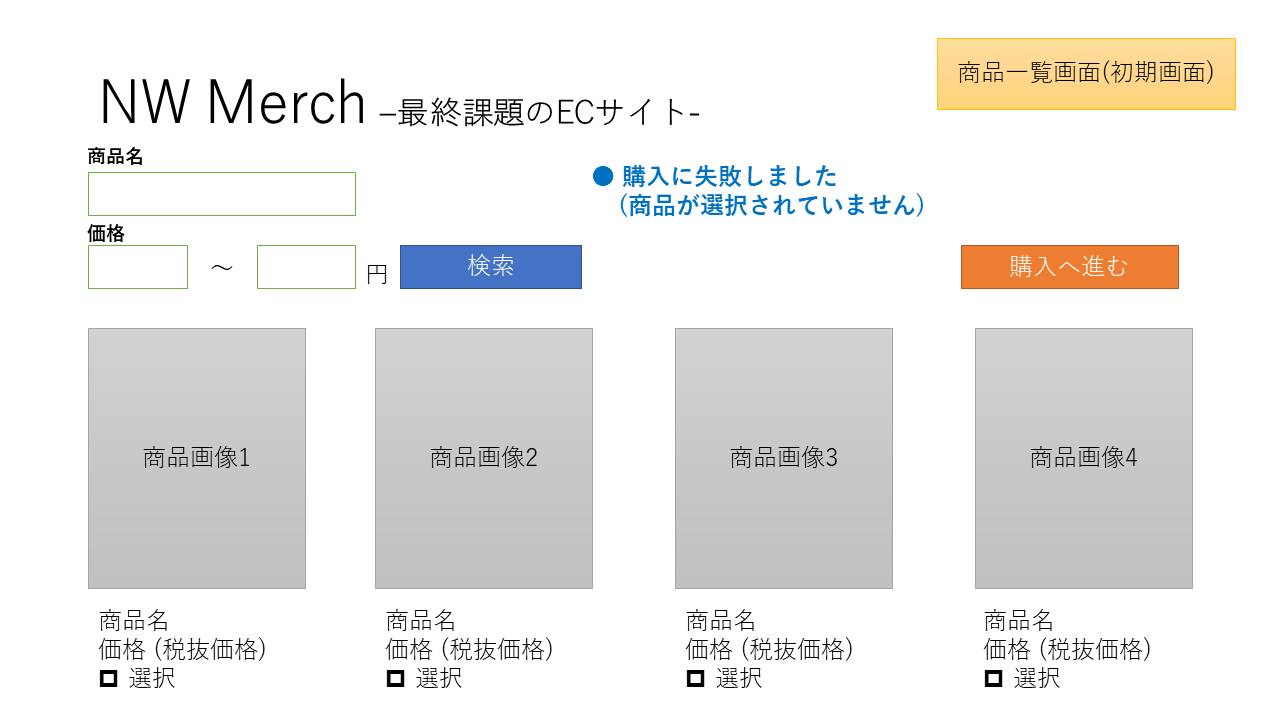 商品一覧画面(初期画面)
NW Merch –最終課題のECサイト-
商品名
● 購入に失敗しました
(商品が選択されていません)
価格
～ 円 検索 購入へ進む
商品画像1 商品画像2 商品画像3 商品画像4
商品名 商品名 商品名 商品名
価格 (税抜価格) 価格 (税抜価格) 価格 (税抜価格) 価格 (税抜価格)
選択 選択 選択 選択